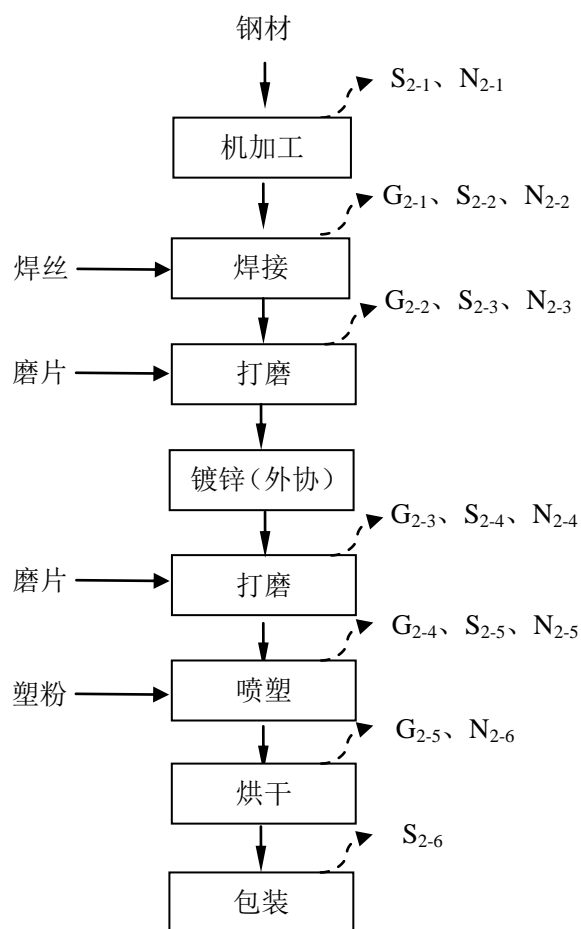 钢材
S2-1、N2-1
机加工
G2-1、S2-2、N2-2
焊丝
焊接
G2-2、S2-3、N2-3
磨片
打磨
镀锌（外协）
G2-3、S2-4、N2-4
磨片
打磨
G2-4、S2-5、N2-5
塑粉
喷塑
G2-5、N2-6
烘干
S2-6
包装